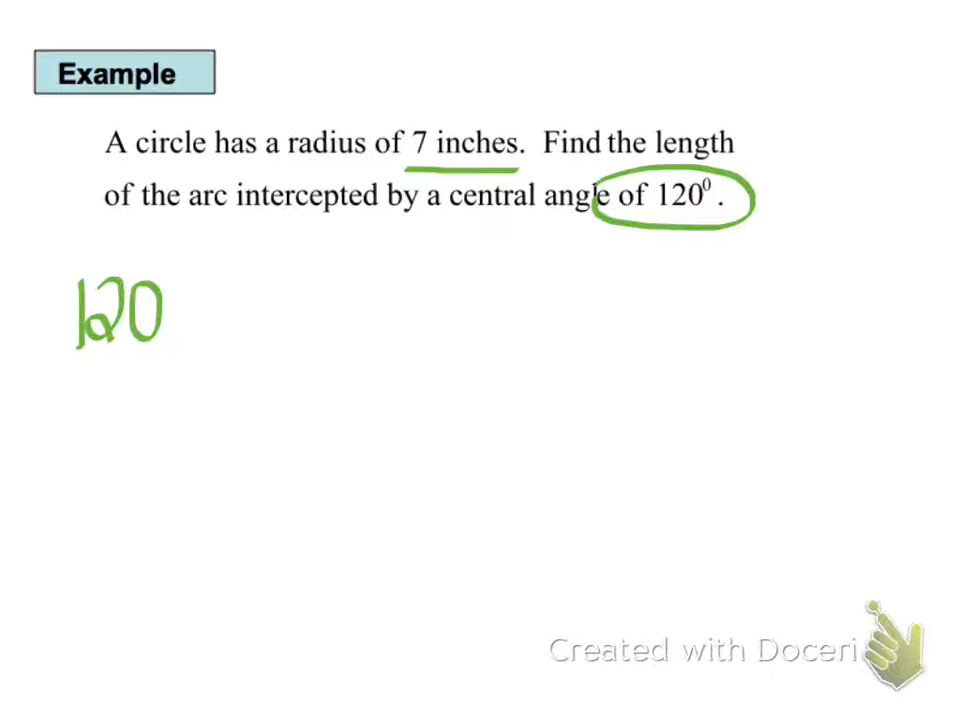 Example
A circle has a radius of 7 inches. Find the length
of the arc intercepted by a central angle of 120⁰.
120
Created with Doceri